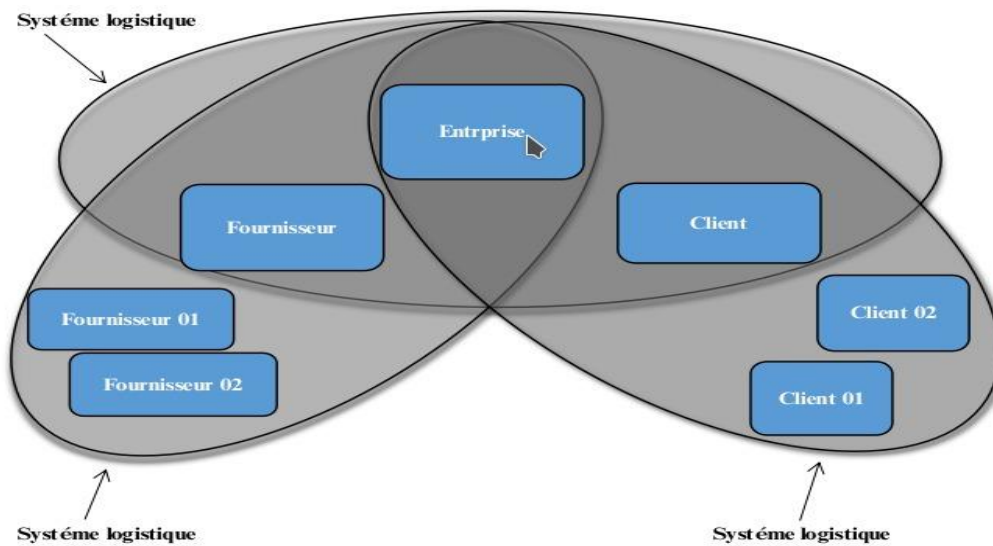 Systéme logistique
Entrprise
Fournisseur
Client
Fournisseur 01
Client 02
Fournisseur 02
Client 01
Systéme logistique
Systéme logistique